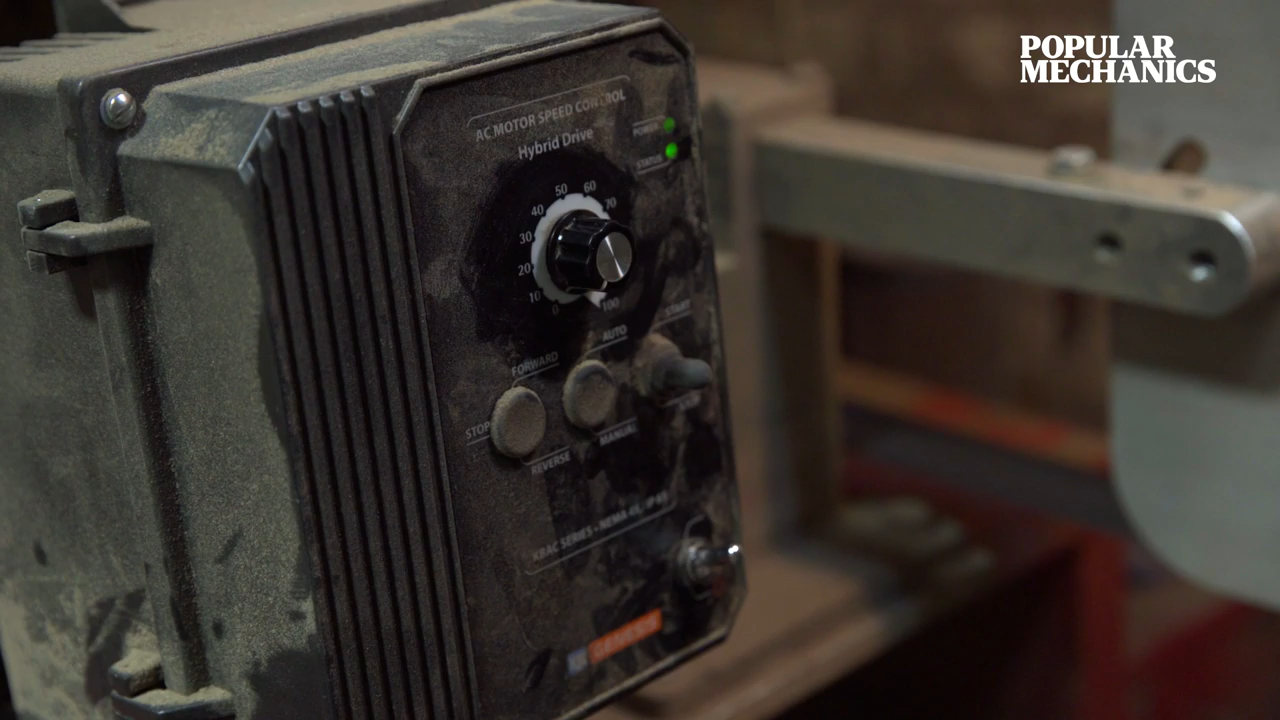 POPULAR
MECHANICS
AC MOTOR SPEED CONTROL
Hybrid Drive
POWER
STATUS
50 60
40 70
30
20
10
0 100
START
AUTO
FORWARD
STOP
MANUAL
REVERSE
KBAC SERIES - NEMA 4X / IP 65
GENESIS